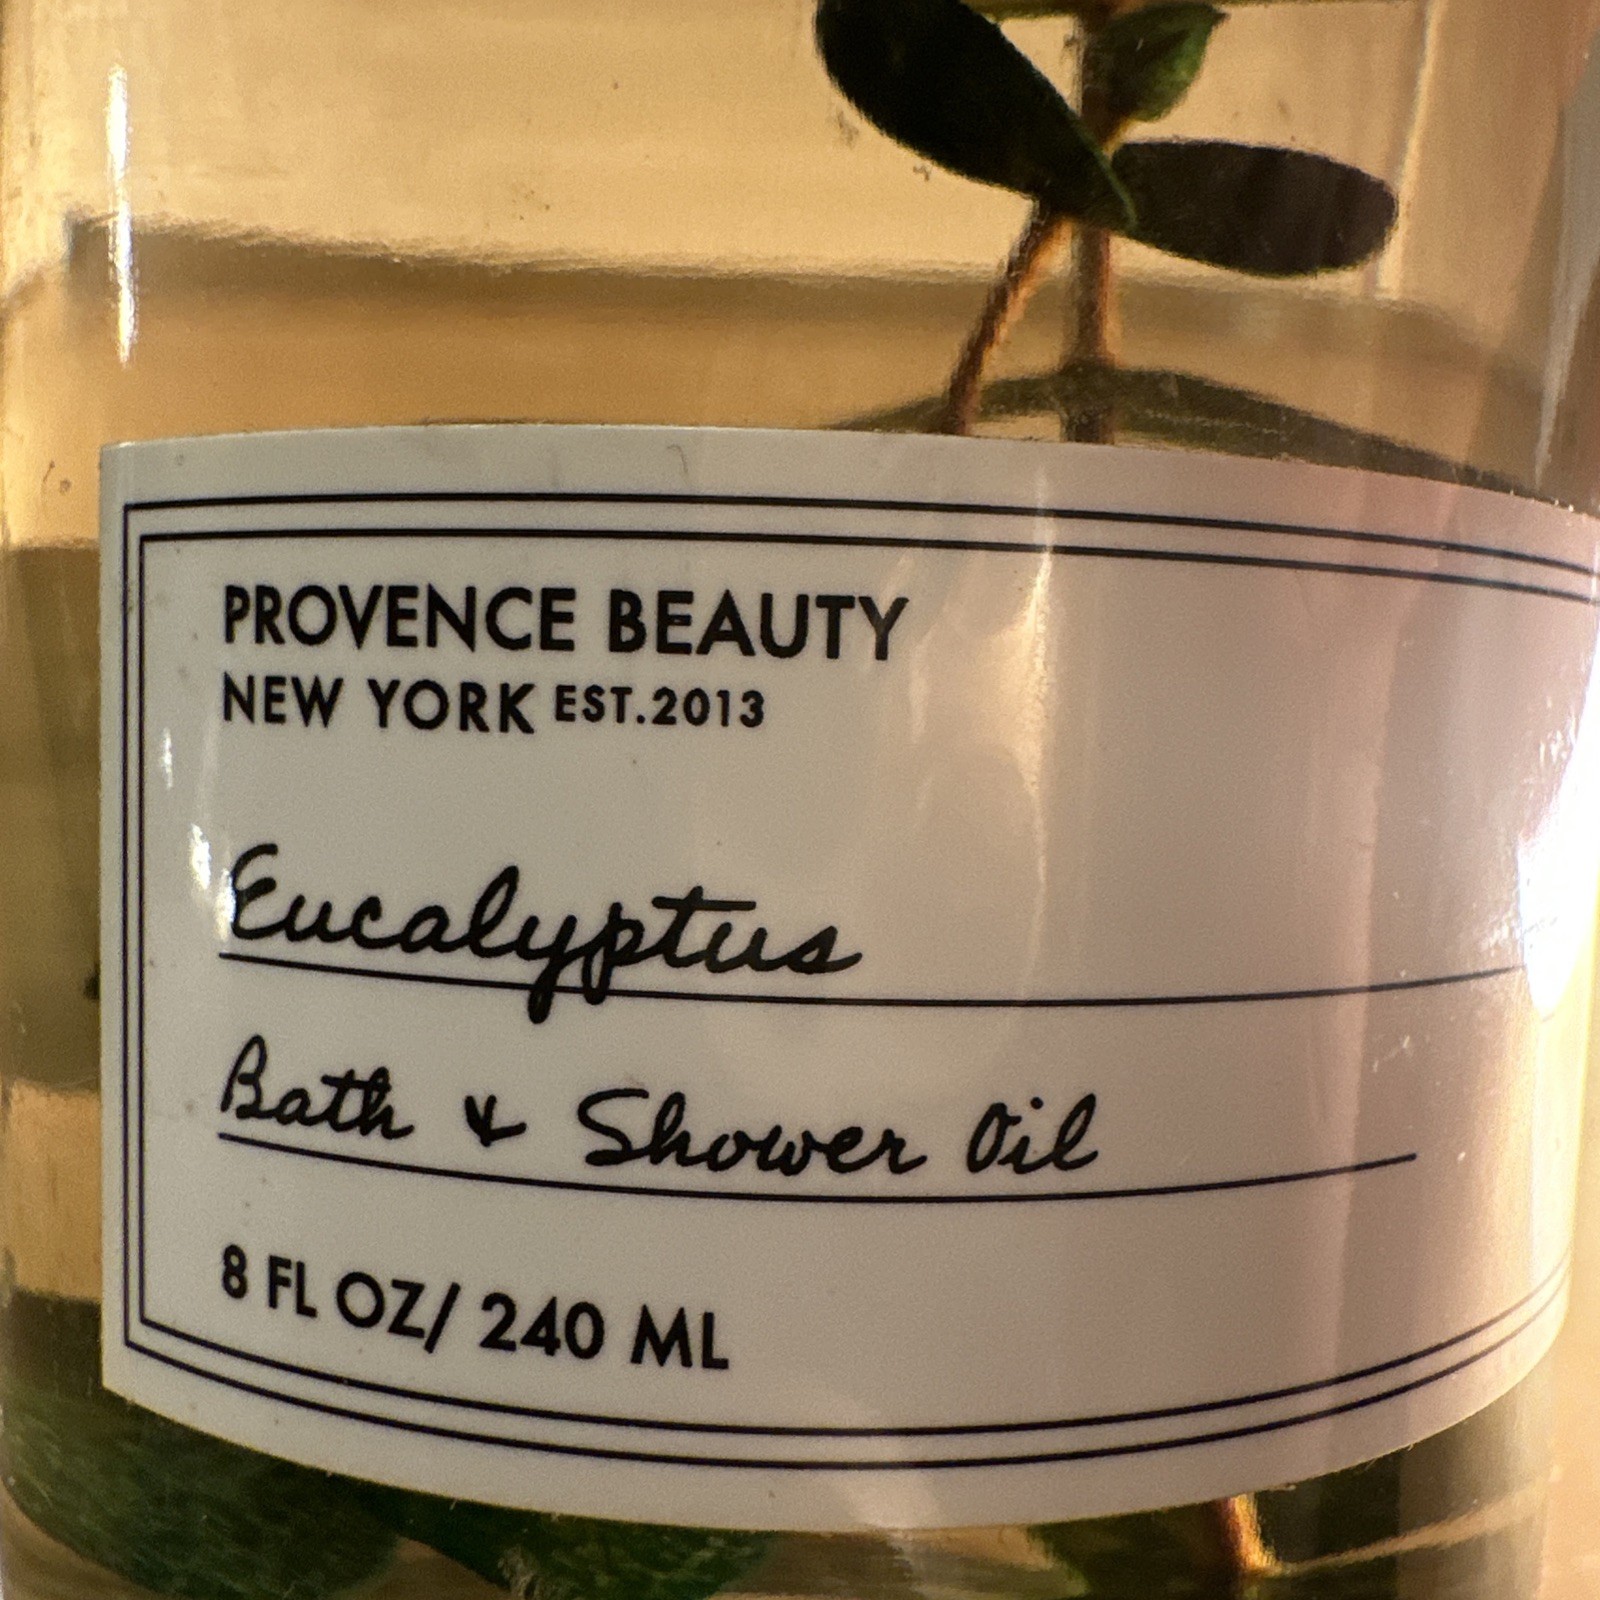 PROVENCE BEAUTY
NEW YORK EST.2013
Eucalyptus
Bath & Shower Oil
8 FL OZ/ 240 ML